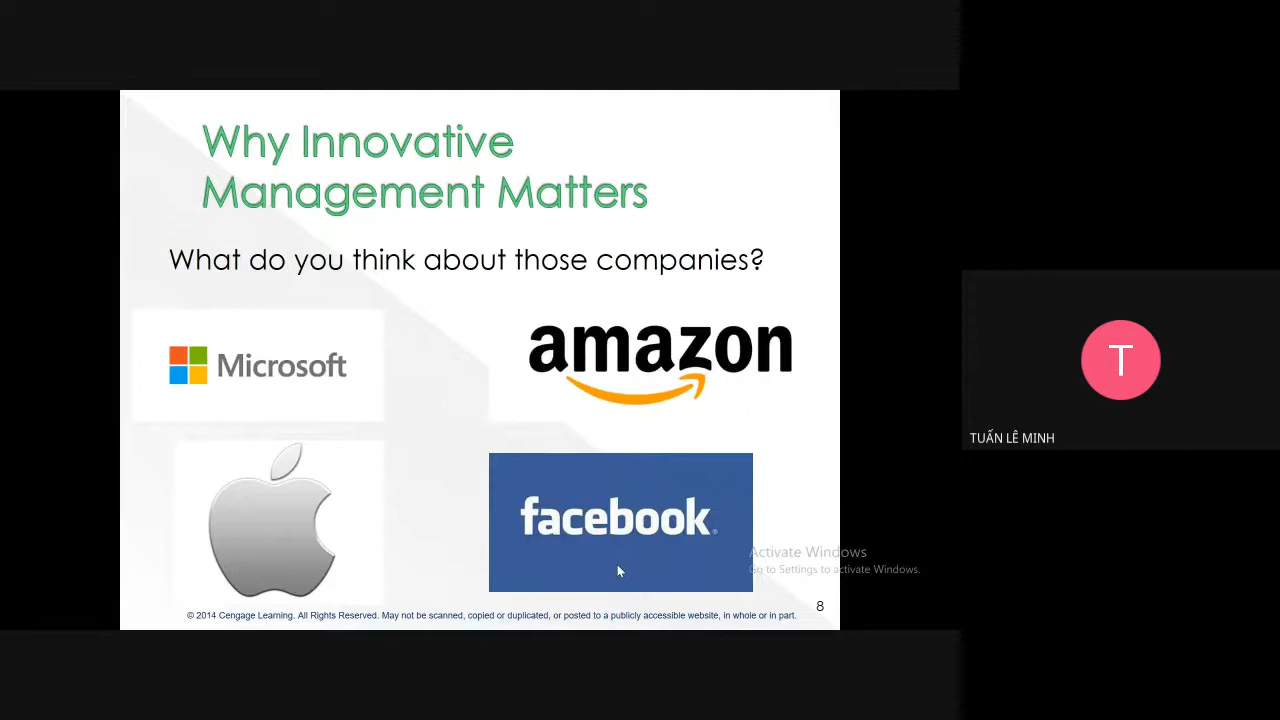 Why Innovative
Management Matters
What do you think about those companies?
Microsoft
amazon
facebook®
T
TUẤN LÊ MINH
Activate Windows
Go to Settings to activate Windows.
8
© 2014 Cengage Learning. All Rights Reserved. May not be scanned, copied or duplicated, or posted to a publicly accessible website, in whole or in part.